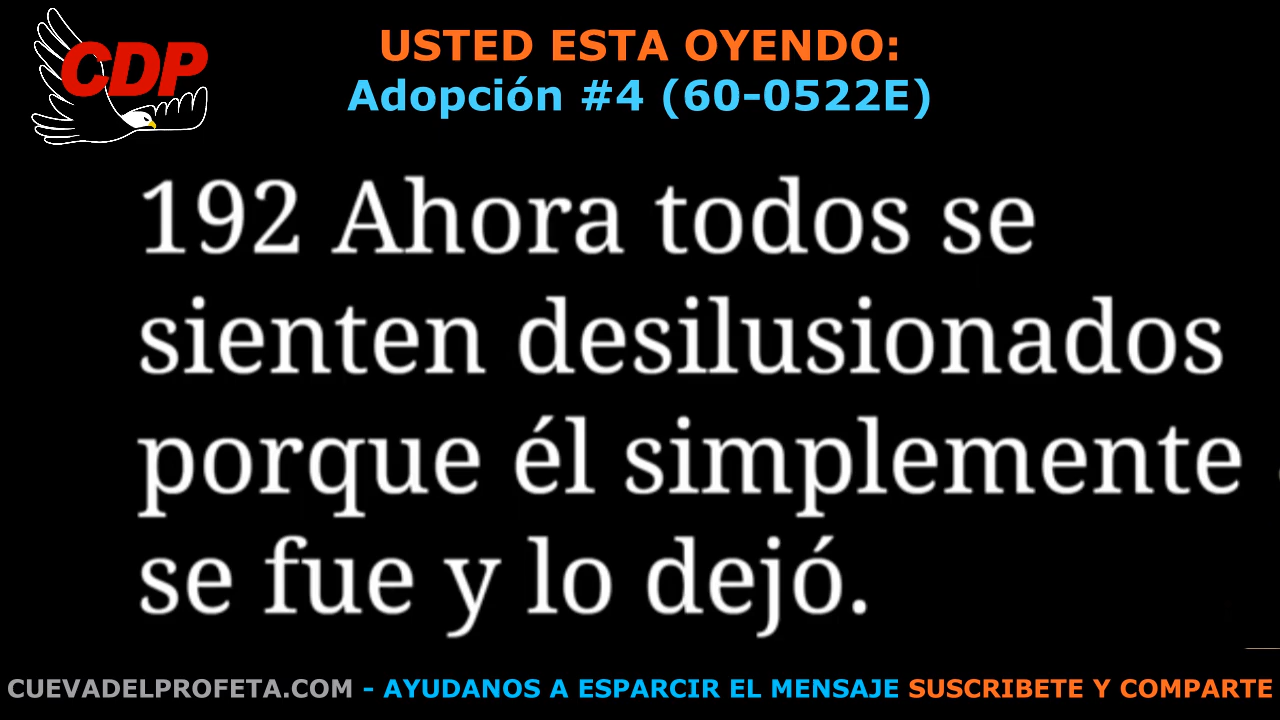 CDP
USTED ESTA OYENDO:
Adopción #4 (60-0522E)
192 Ahora todos se
sienten desilusionados
porque él simplemente
se fue y lo dejó.
CUEVADELPROFETA.COM - AYUDANOS A ESPARCIR EL MENSAJE SUSCRIBETE Y COMPARTE